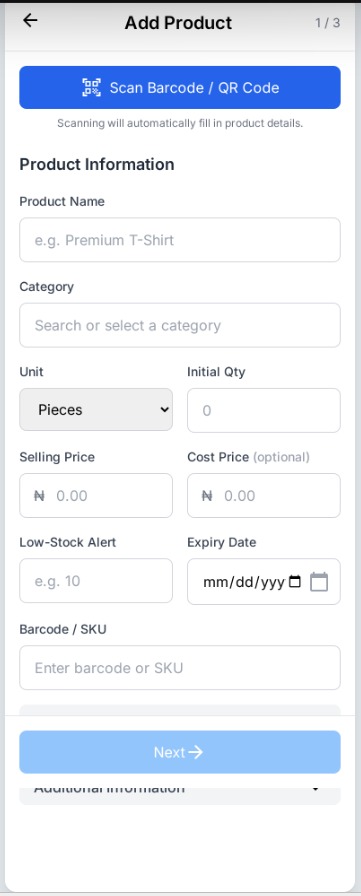 Add Product
1 / 3
Scan Barcode / QR Code
Scanning will automatically fill in product details.
Product Information
Product Name
e.g. Premium T-Shirt
Category
Search or select a category
Unit
Initial Qty
Pieces
0
Selling Price
Cost Price (optional)
₦ 0.00
₦ 0.00
Low-Stock Alert
Expiry Date
e.g. 10
mm/dd/yyy
Barcode / SKU
Enter barcode or SKU
Next
Additional Information